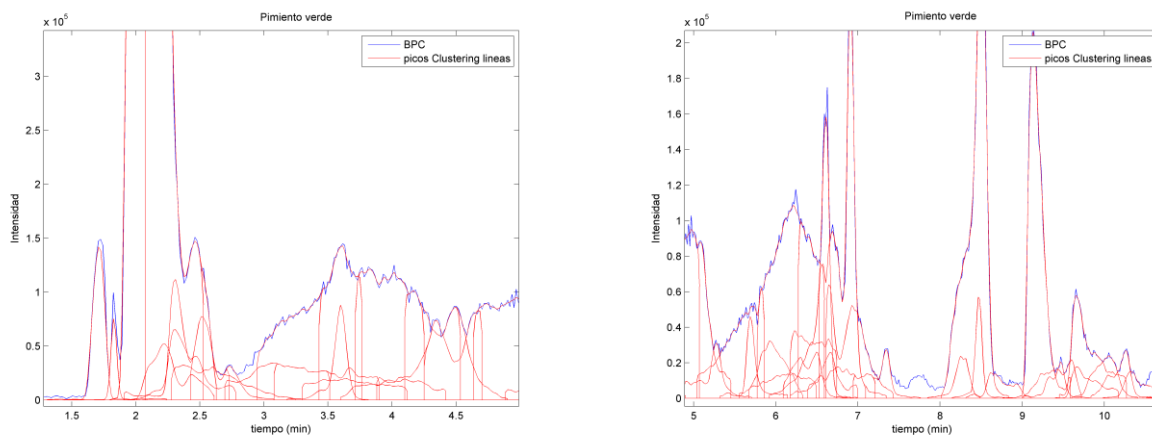 Pimiento verde
x 10^5
BPC
picos Clustering lineas
Intensidad
3
2.5
2
1.5
1
0.5
0
1.5 2 2.5 3 3.5 4 4.5
tiempo (min)
Pimiento verde
x 10^5
BPC
picos Clustering lineas
Intensidad
2
1.8
1.6
1.4
1.2
1
0.8
0.6
0.4
0.2
0
5 6 7 8 9 10
tiempo (min)